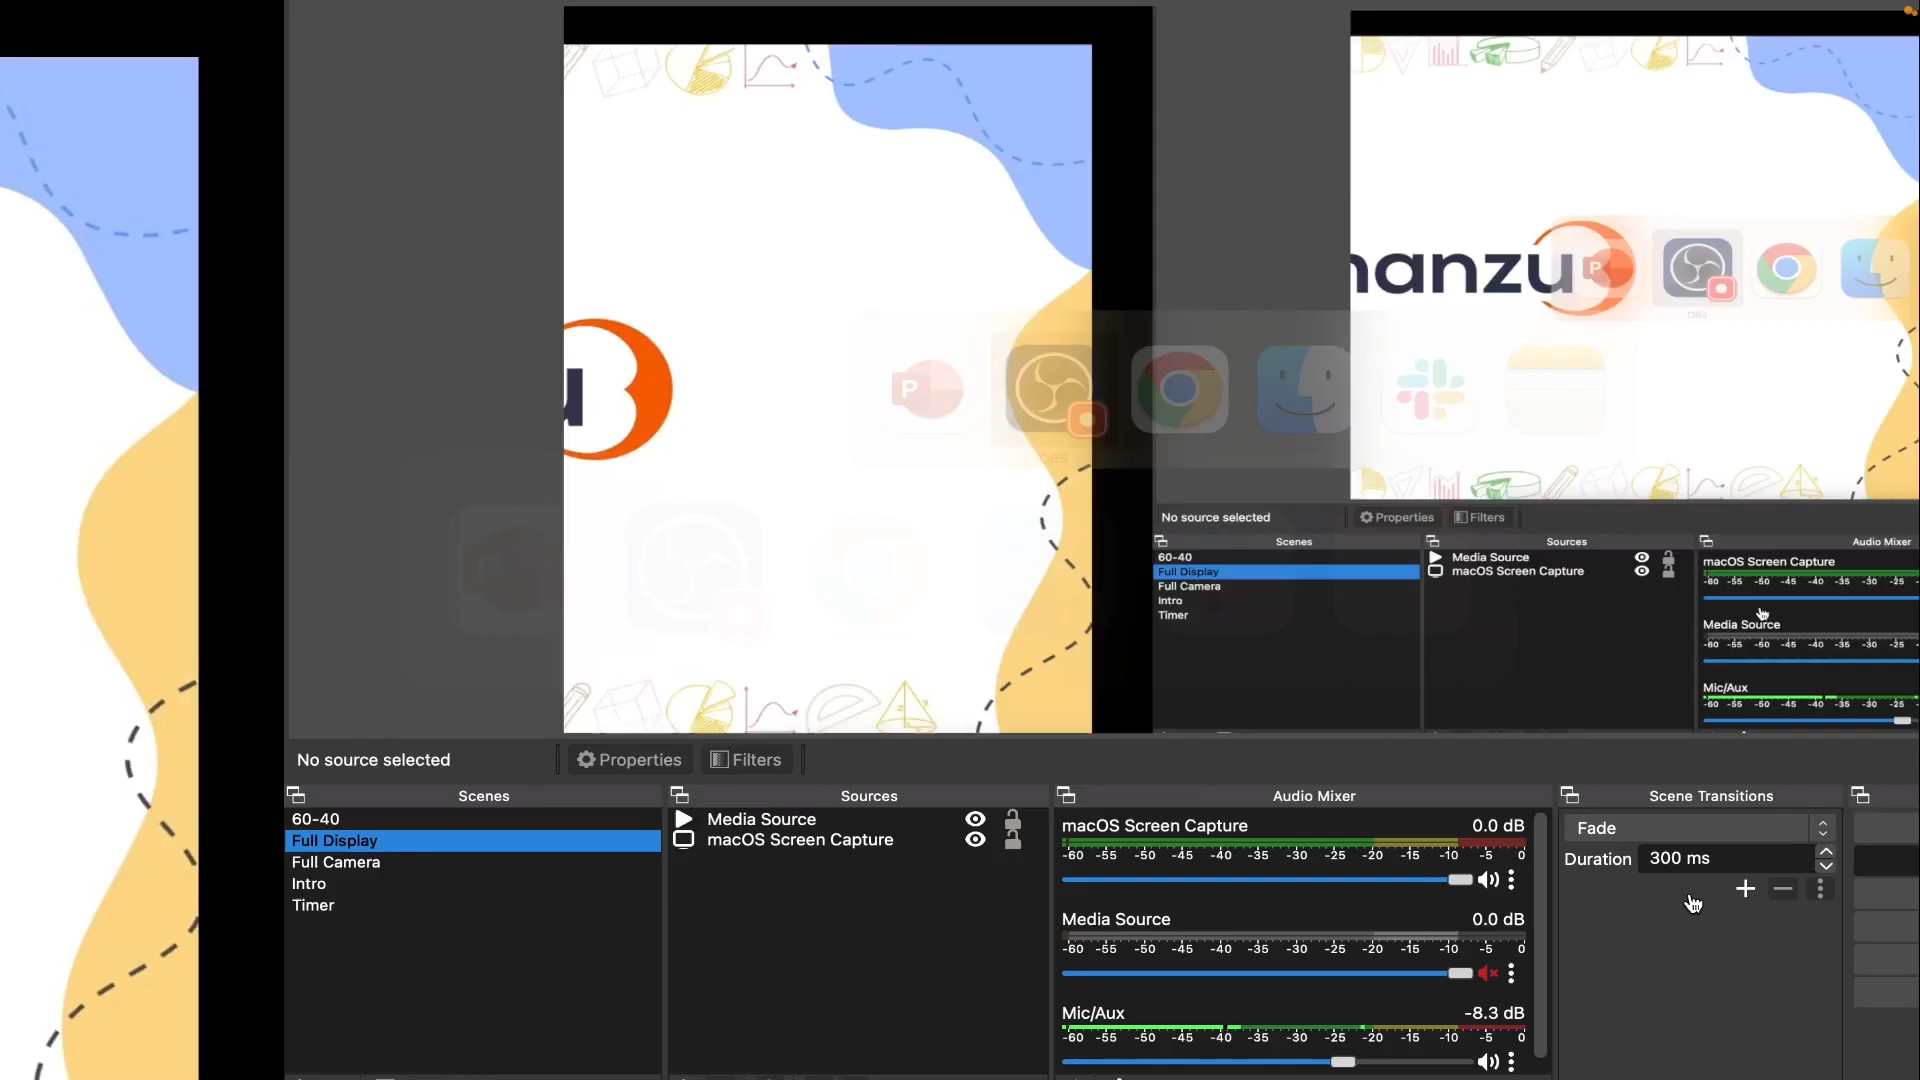 u
nanzu
P
OBS
P
OBS
No source selected
Properties
Filters
Scenes
Sources
Audio Mixer
60-40
Full Display
Full Camera
Intro
Timer
Media Source
macOS Screen Capture
macOS Screen Capture
-60 -55 -50 -45 -40 -35 -30 -25
Media Source
-60 -55 -50 -45 -40 -35 -30 -25
Mic/Aux
-60 -55 -50 -45 -40 -35 -30 -25
No source selected
Properties
Filters
Scenes
Sources
Audio Mixer
Scene Transitions
60-40
Full Display
Full Camera
Intro
Timer
Media Source
macOS Screen Capture
macOS Screen Capture 0.0 dB
-60 -55 -50 -45 -40 -35 -30 -25 -20 -15 -10 -5 0
Media Source 0.0 dB
-60 -55 -50 -45 -40 -35 -30 -25 -20 -15 -10 -5 0
Mic/Aux -8.3 dB
-60 -55 -50 -45 -40 -35 -30 -25 -20 -15 -10 -5 0
Fade
Duration 300 ms